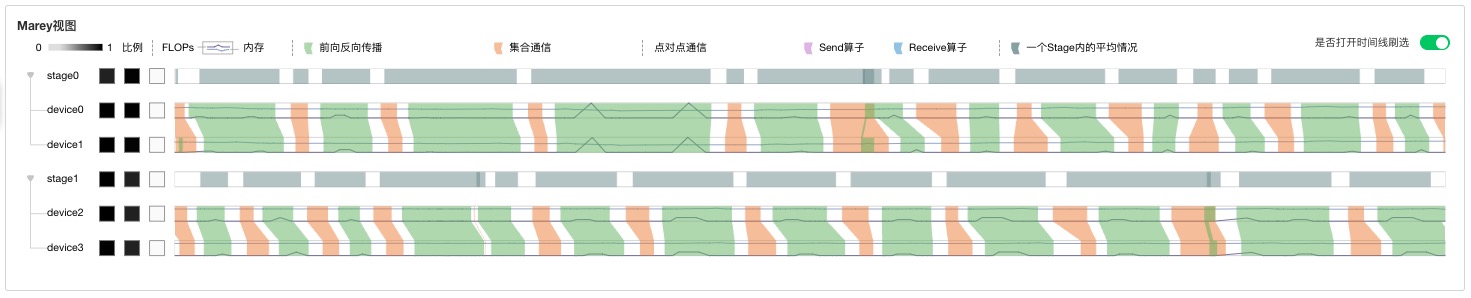 Marey视图
0 1 比例 FLOPs 内存 前向反向传播 集合通信 点对点通信 Send算子 Receive算子 一个Stage内的平均情况 是否打开时间线刷选
stage0
device0
device1
stage1
device2
device3